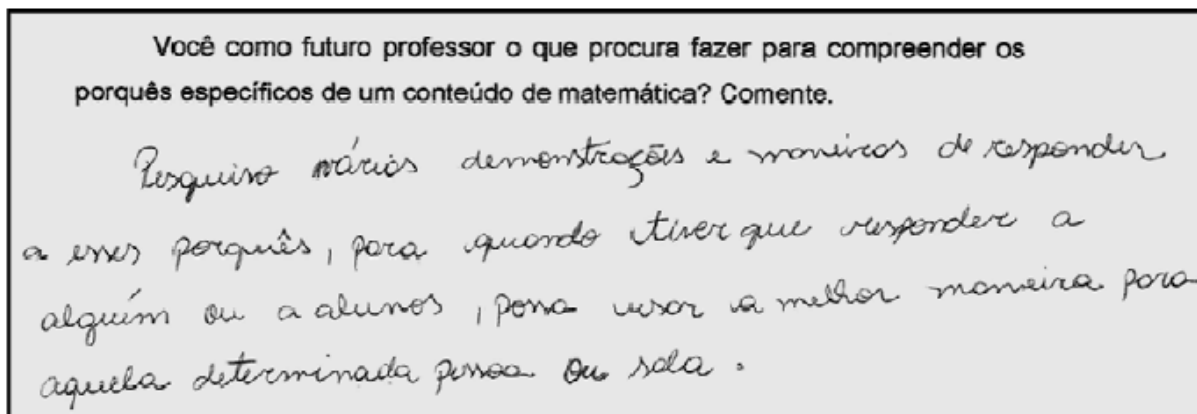 Você como futuro professor o que procura fazer para compreender os
porquês específicos de um conteúdo de matemática? Comente.
Pesquiso vários demonstrações e maneiras de responder
a esses porquês, para quando tiver que responder a
alguém ou a alunos, possa usar a melhor maneira para
aquela determinada pessoa ou sala.